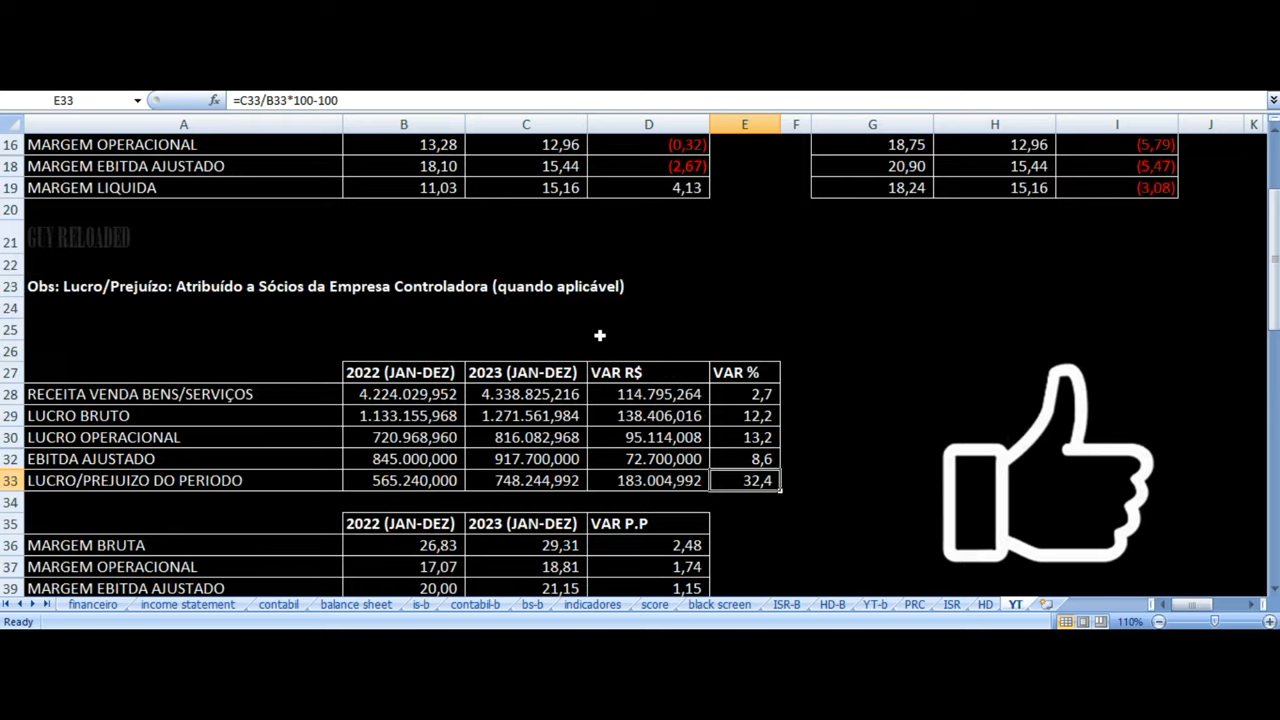 E33 fx =C33/B33*100-100
A B C D E F G H I J K
16 MARGEM OPERACIONAL 13,28 12,96 (0,32) 18,75 12,96 (5,79)
18 MARGEM EBITDA AJUSTADO 18,10 15,44 (2,67) 20,90 15,44 (5,47)
19 MARGEM LIQUIDA 11,03 15,16 4,13 18,24 15,16 (3,08)
20
21 GUY RELOADED
22
23 Obs: Lucro/Prejuízo: Atribuído a Sócios da Empresa Controladora (quando aplicável)
24
25
26
27 2022 (JAN-DEZ) 2023 (JAN-DEZ) VAR R$ VAR %
28 RECEITA VENDA BENS/SERVIÇOS 4.224.029,952 4.338.825,216 114.795,264 2,7
29 LUCRO BRUTO 1.133.155,968 1.271.561,984 138.406,016 12,2
30 LUCRO OPERACIONAL 720.968,960 816.082,968 95.114,008 13,2
32 EBITDA AJUSTADO 845.000,000 917.700,000 72.700,000 8,6
33 LUCRO/PREJUIZO DO PERIODO 565.240,000 748.244,992 183.004,992 32,4
34
35 2022 (JAN-DEZ) 2023 (JAN-DEZ) VAR P.P
36 MARGEM BRUTA 26,83 29,31 2,48
37 MARGEM OPERACIONAL 17,07 18,81 1,74
39 MARGEM EBITDA AJUSTADO 20,00 21,15 1,15
financeiro income statement contabil balance sheet is-b contabil-b bs-b indicadores score black screen ISR-B HD-B YT-b PRC ISR HD YT
Ready 110%